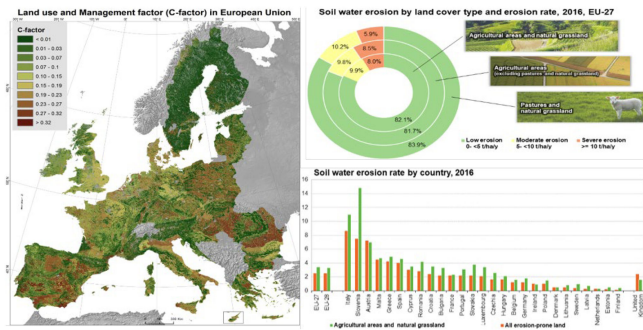 Land use and Management factor (C-factor) in European Union
C-factor
< 0.01
0.01 - 0.03
0.03 - 0.07
0.07 - 0.1
0.10 - 0.15
0.15 - 0.19
0.19 - 0.23
0.23 - 0.27
0.27 - 0.32
> 0.32
Soil water erosion by land cover type and erosion rate, 2016, EU-27
5.9%
10.2%
8.5%
9.8%
8.0%
9.9%
82.1%
81.7%
83.9%
Agricultural areas and natural grassland
Agricultural areas
(excluding pastures and natural grassland)
Pastures and
natural grassland
Low erosion
0- <5 t/ha/y
Moderate erosion
5- <10 t/ha/y
Severe erosion
>= 10 t/ha/y
Soil water erosion rate by country, 2016
16
14
12
10
8
6
4
2
0
EU-27
EU-28
Italy
Slovenia
Austria
Malta
Greece
Spain
Cyprus
Romania
Croatia
Bulgaria
France
Portugal
Slovakia
Luxembourg
Czechia
Hungary
Belgium
Germany
Ireland
Poland
Denmark
Lithuania
Sweden
Latvia
Netherlands
Estonia
Finland
United
Kingdom
Agricultural areas and natural grassland
All erosion-prone land